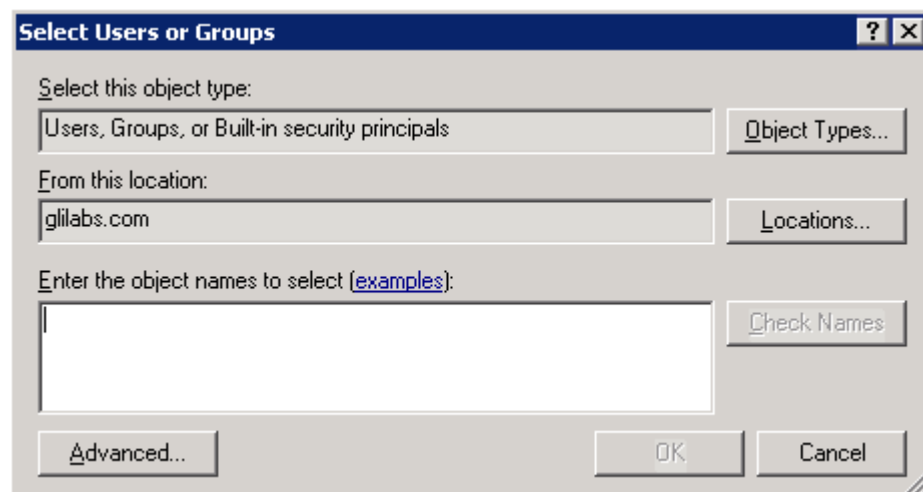 Select Users or Groups
Select this object type:
Users, Groups, or Built-in security principals
Object Types...
From this location:
glilabs.com
Locations...
Enter the object names to select (examples):
Check Names
Advanced...
OK
Cancel